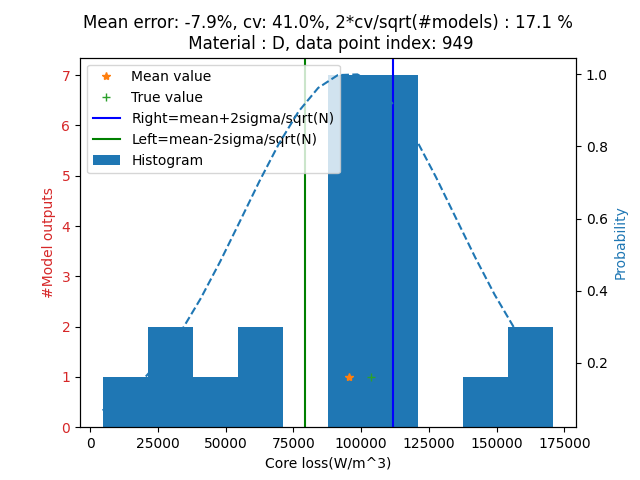 Mean error: -7.9%, cv: 41.0%, 2*cv/sqrt(#models) : 17.1 %
Material : D, data point index: 949
Mean value
True value
Right=mean+2sigma/sqrt(N)
Left=mean-2sigma/sqrt(N)
Histogram
#Model outputs
7
6
5
4
3
2
1
0
1.0
0.8
0.6
0.4
0.2
Probability
0 25000 50000 75000 100000 125000 150000 175000
Core loss(W/m^3)